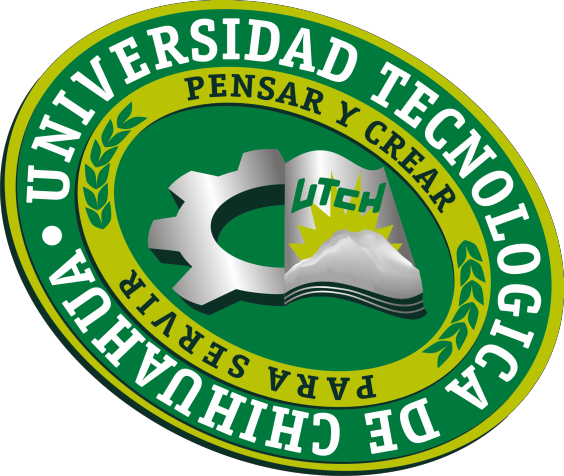 UNIVERSIDAD TECNOLOGICA DE CHIHUAHUA
PENSAR Y CREAR
PARA SERVIR
UTCH